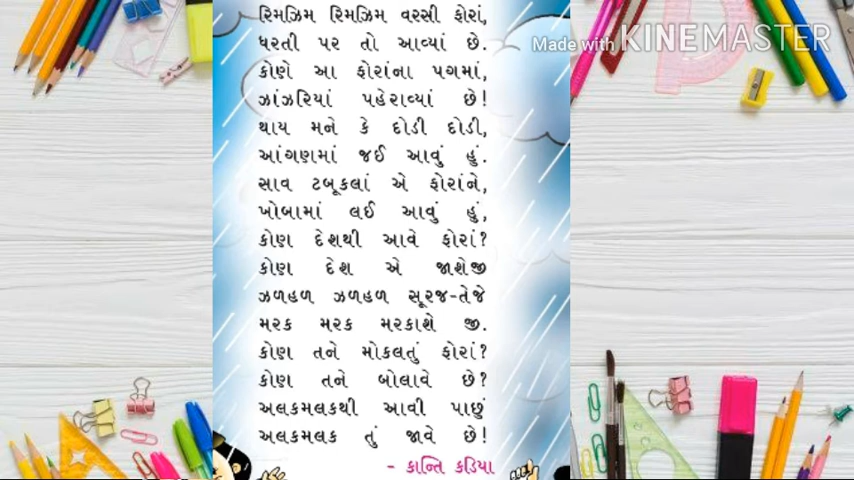 રિમઝિમ રિમઝિમ વરસી ફોરાં,
ધરતી પર તો આવ્યાં છે.
કોણે આ ફોરાંના પગમાં,
ઝાંઝરિયાં પહેરાવ્યાં છે!
થાય મને કે દોડી દોડી,
આંગણમાં જઈ આવું હું.
સાવ ટબૂકલાં એ ફોરાંને,
ખોબામાં લઈ આવું હું,
કોણ દેશથી આવે ફોરાં?
કોણ દેશ એ જાશેજી
ઝળહળ ઝળહળ સૂરજ-તેજે
મરક મરક મરકાશે જી.
કોણ તને મોકલતું ફોરાં?
કોણ તને બોલાવે છે?
અલકમલકથી આવી પાછું
અલકમલક તું જાવે છે!
- કાન્તિ કડિયા
Made with KINEMASTER